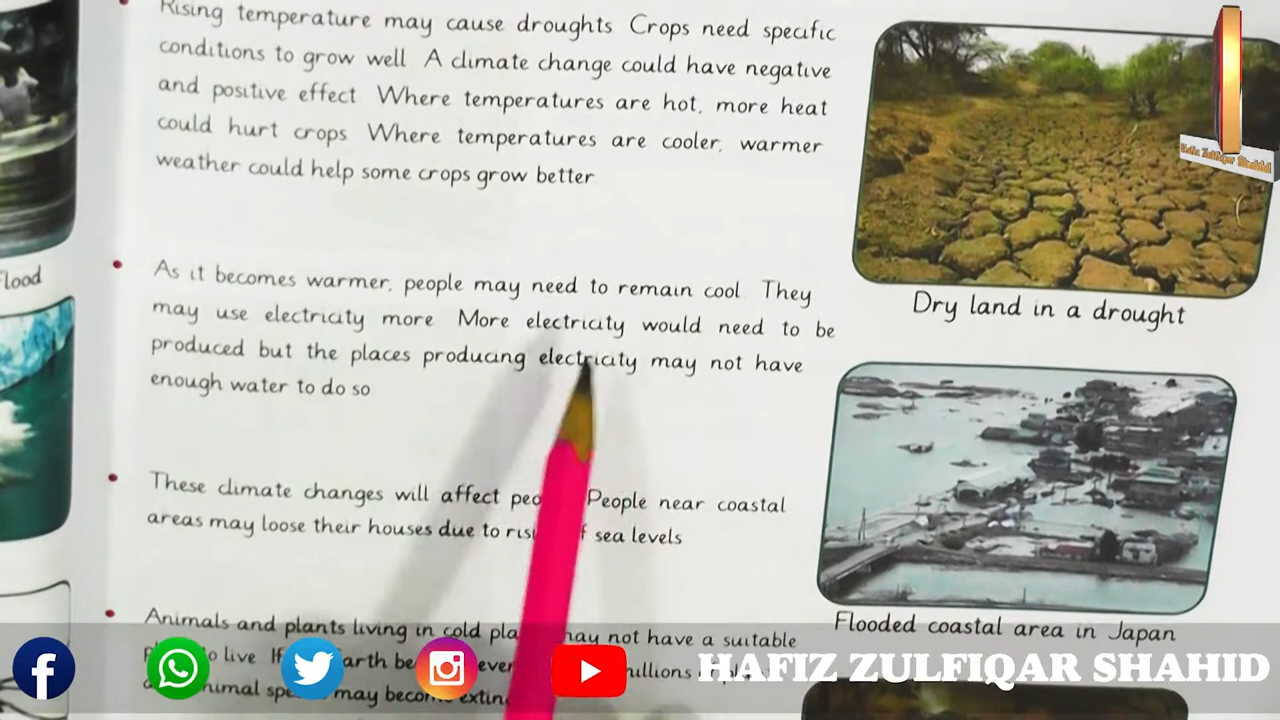 Rising temperature may cause droughts Crops need specific
conditions to grow well A climate change could have negative
and positive effect Where temperatures are hot, more heat
could hurt crops Where temperatures are cooler, warmer
weather could help some crops grow better
As it becomes warmer, people may need to remain cool They
may use electricity more More electricity would need to be
produced but the places producing electricity may not have
enough water to do so
These climate changes will affect People near coastal
areas may loose their houses due to sea levels
Animals and plants living in cold may not have a suitable
to live If Earth
may become
Flood
Dry land in a drought
Flooded coastal area in Japan
Hafiz Zulfiqar Shahid
HAFIZ ZULFIQAR SHAHID